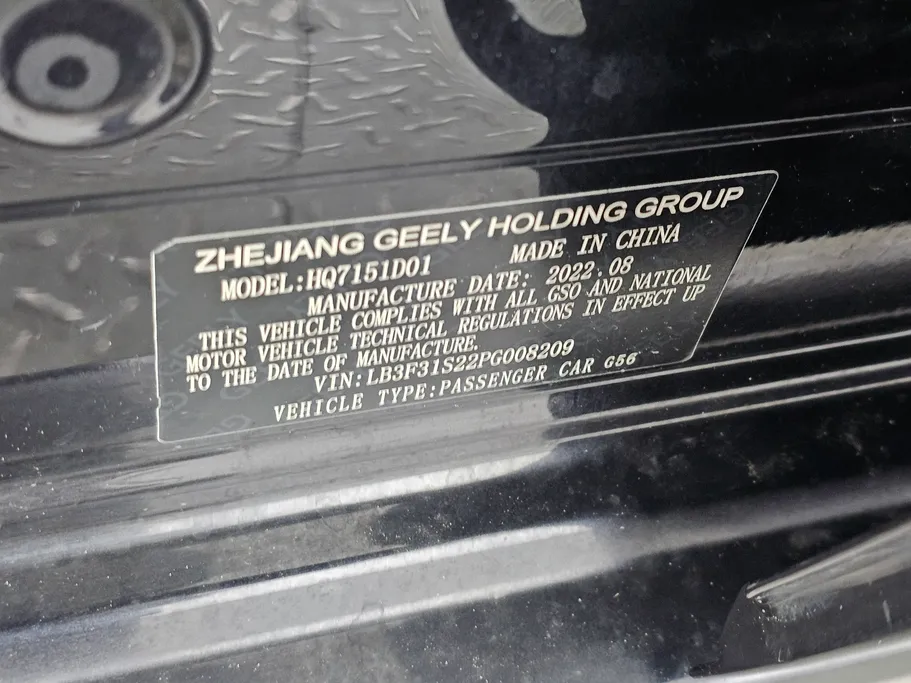 ZHEJIANG GEELY HOLDING GROUP
MODEL:HQ7151D01 MADE IN CHINA
MANUFACTURE DATE: 2022.08
THIS VEHICLE COMPLIES WITH ALL GSO AND NATIONAL
MOTOR VEHICLE TECHNICAL REGULATIONS IN EFFECT UP
TO THE DATE OF MANUFACTURE.
VIN:LB3F31S22PG008209
VEHICLE TYPE:PASSENGER CAR G56